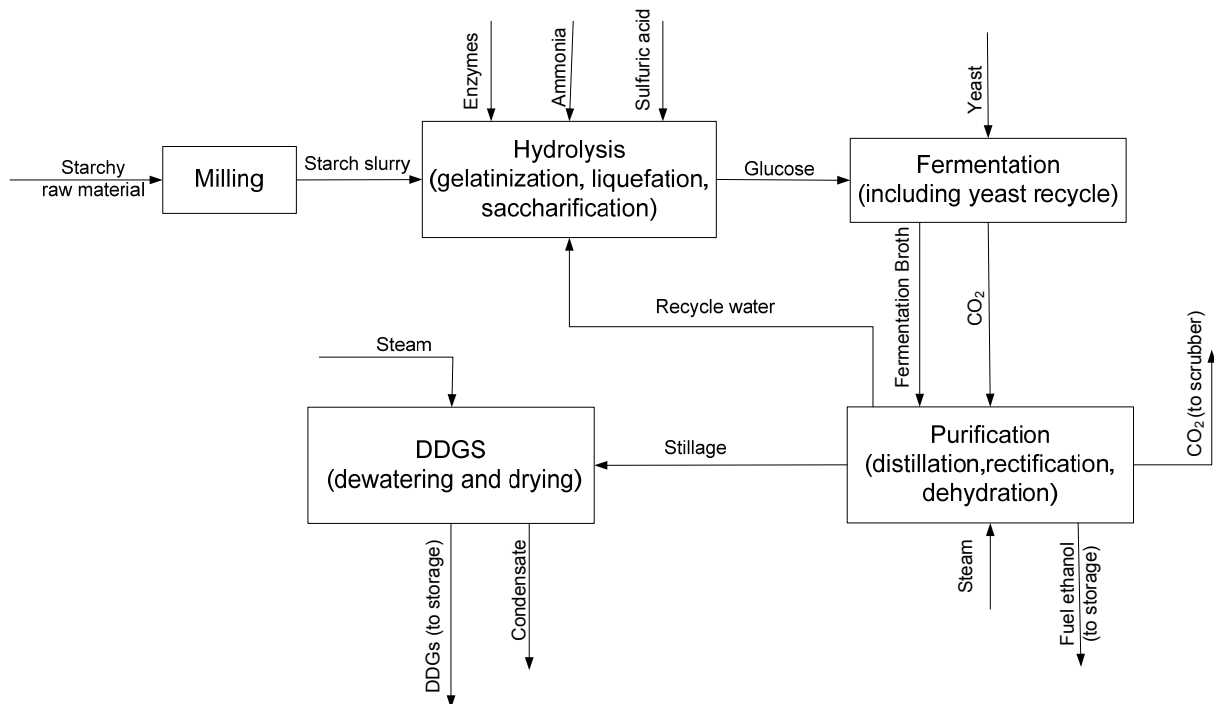 Enzymes
Ammonia
Sulfuric acid
Yeast
Starchy
raw material
Milling
Starch slurry
Hydrolysis
(gelatinization, liquefation,
saccharification)
Glucose
Fermentation
(including yeast recycle)
Fermentation Broth
CO2
Recycle water
Steam
CO2 (to scrubber)
DDGS
(dewatering and drying)
Stillage
Purification
(distillation,rectification,
dehydration)
DDGs (to storage)
Condensate
Steam
Fuel ethanol
(to storage)